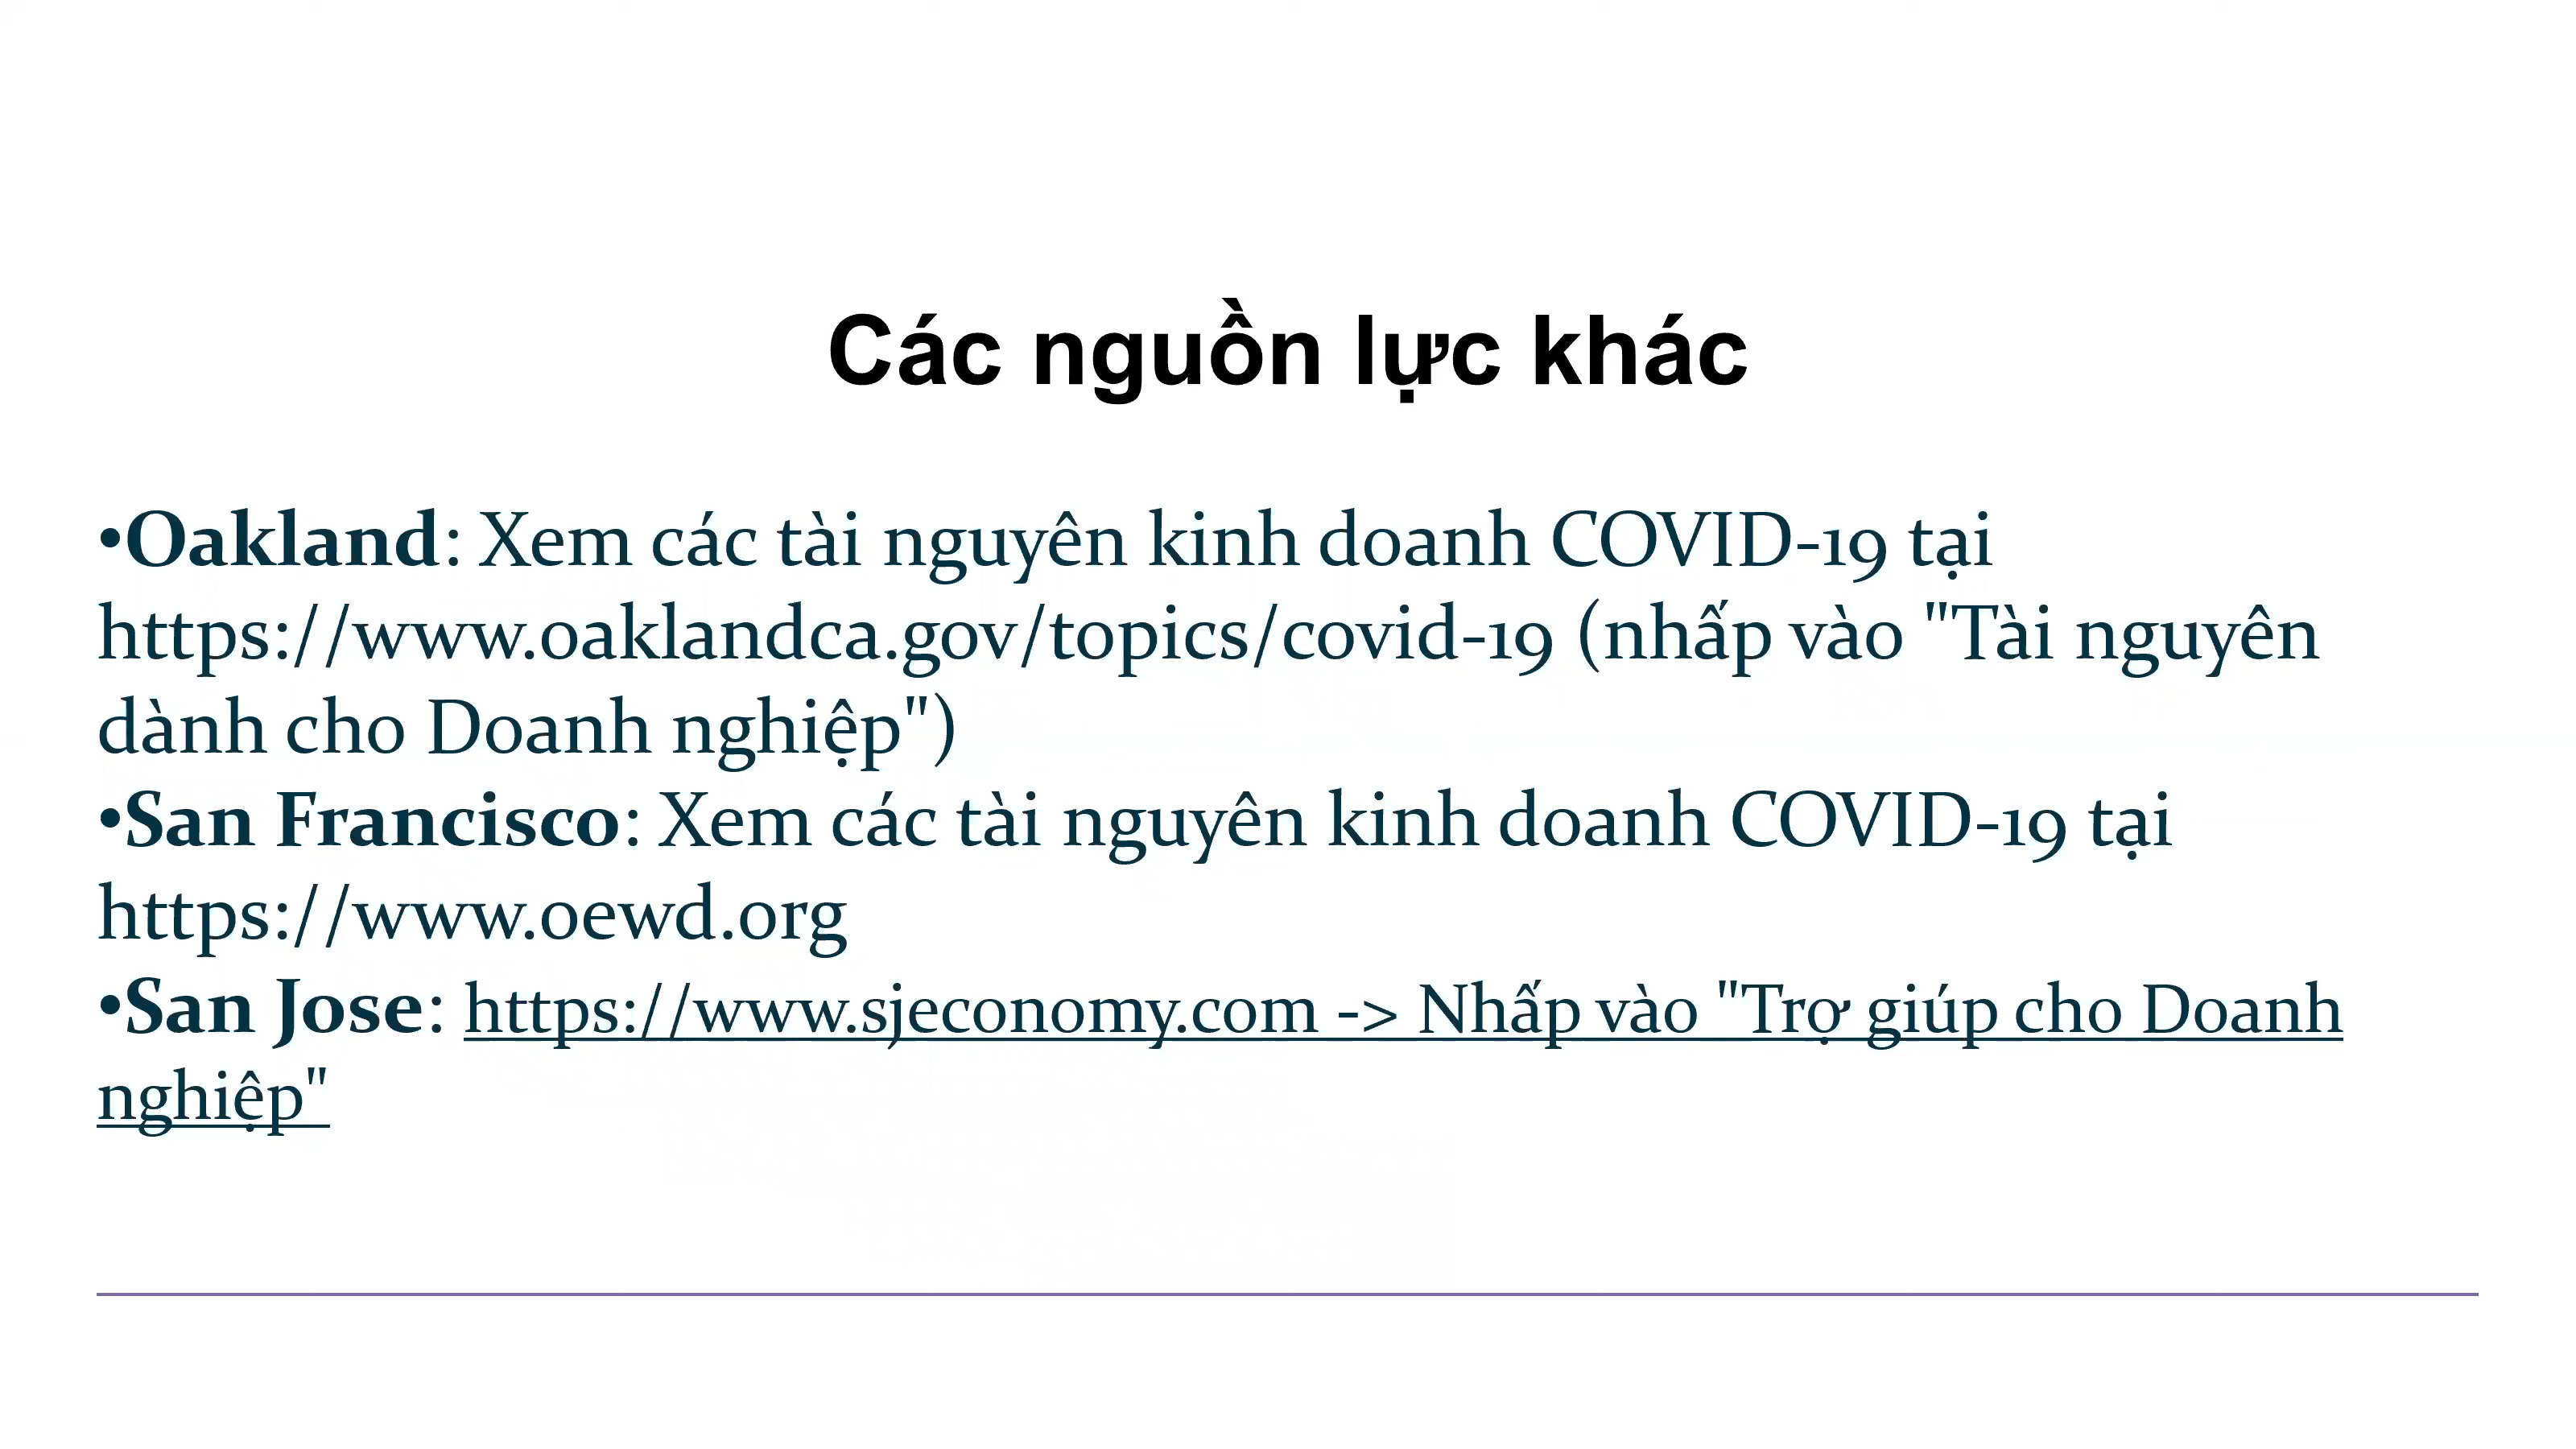 Các nguồn lực khác
•Oakland: Xem các tài nguyên kinh doanh COVID-19 tại
https://www.oaklandca.gov/topics/covid-19 (nhấp vào "Tài nguyên
dành cho Doanh nghiệp")
•San Francisco: Xem các tài nguyên kinh doanh COVID-19 tại
https://www.oewd.org
•San Jose: https://www.sjeconomy.com -> Nhấp vào "Trợ giúp cho Doanh
nghiệp"